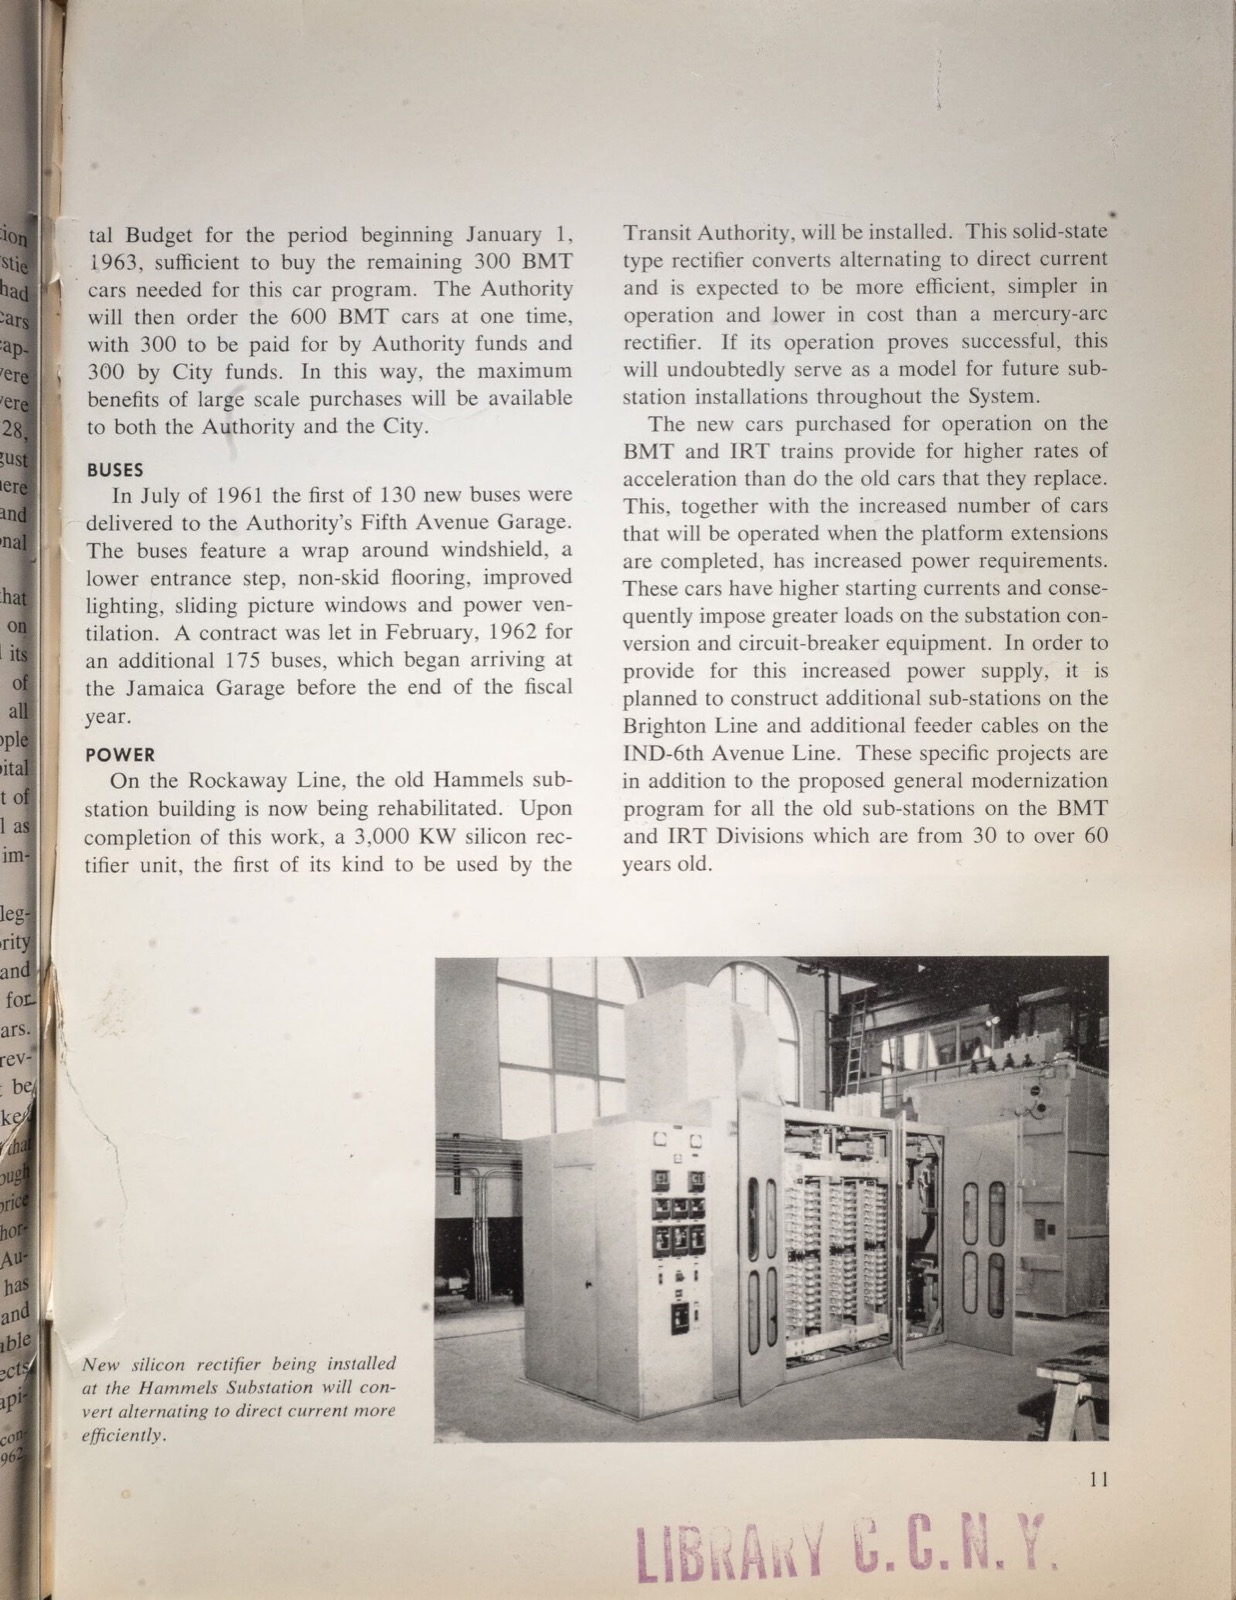 tal Budget for the period beginning January 1,
1963, sufficient to buy the remaining 300 BMT
cars needed for this car program. The Authority
will then order the 600 BMT cars at one time,
with 300 to be paid for by Authority funds and
300 by City funds. In this way, the maximum
benefits of large scale purchases will be available
to both the Authority and the City.
BUSES
In July of 1961 the first of 130 new buses were
delivered to the Authority's Fifth Avenue Garage.
The buses feature a wrap around windshield, a
lower entrance step, non-skid flooring, improved
lighting, sliding picture windows and power ven-
tilation. A contract was let in February, 1962 for
an additional 175 buses, which began arriving at
the Jamaica Garage before the end of the fiscal
year.
POWER
On the Rockaway Line, the old Hammels sub-
station building is now being rehabilitated. Upon
completion of this work, a 3,000 KW silicon rec-
tifier unit, the first of its kind to be used by the
Transit Authority, will be installed. This solid-state
type rectifier converts alternating to direct current
and is expected to be more efficient, simpler in
operation and lower in cost than a mercury-arc
rectifier. If its operation proves successful, this
will undoubtedly serve as a model for future sub-
station installations throughout the System.
The new cars purchased for operation on the
BMT and IRT trains provide for higher rates of
acceleration than do the old cars that they replace.
This, together with the increased number of cars
that will be operated when the platform extensions
are completed, has increased power requirements.
These cars have higher starting currents and conse-
quently impose greater loads on the substation con-
version and circuit-breaker equipment. In order to
provide for this increased power supply, it is
planned to construct additional sub-stations on the
Brighton Line and additional feeder cables on the
IND-6th Avenue Line. These specific projects are
in addition to the proposed general modernization
program for all the old sub-stations on the BMT
and IRT Divisions which are from 30 to over 60
years old.
New silicon rectifier being installed
at the Hammels Substation will con-
vert alternating to direct current more
efficiently.
11
LIBRARY C.C.N.Y.